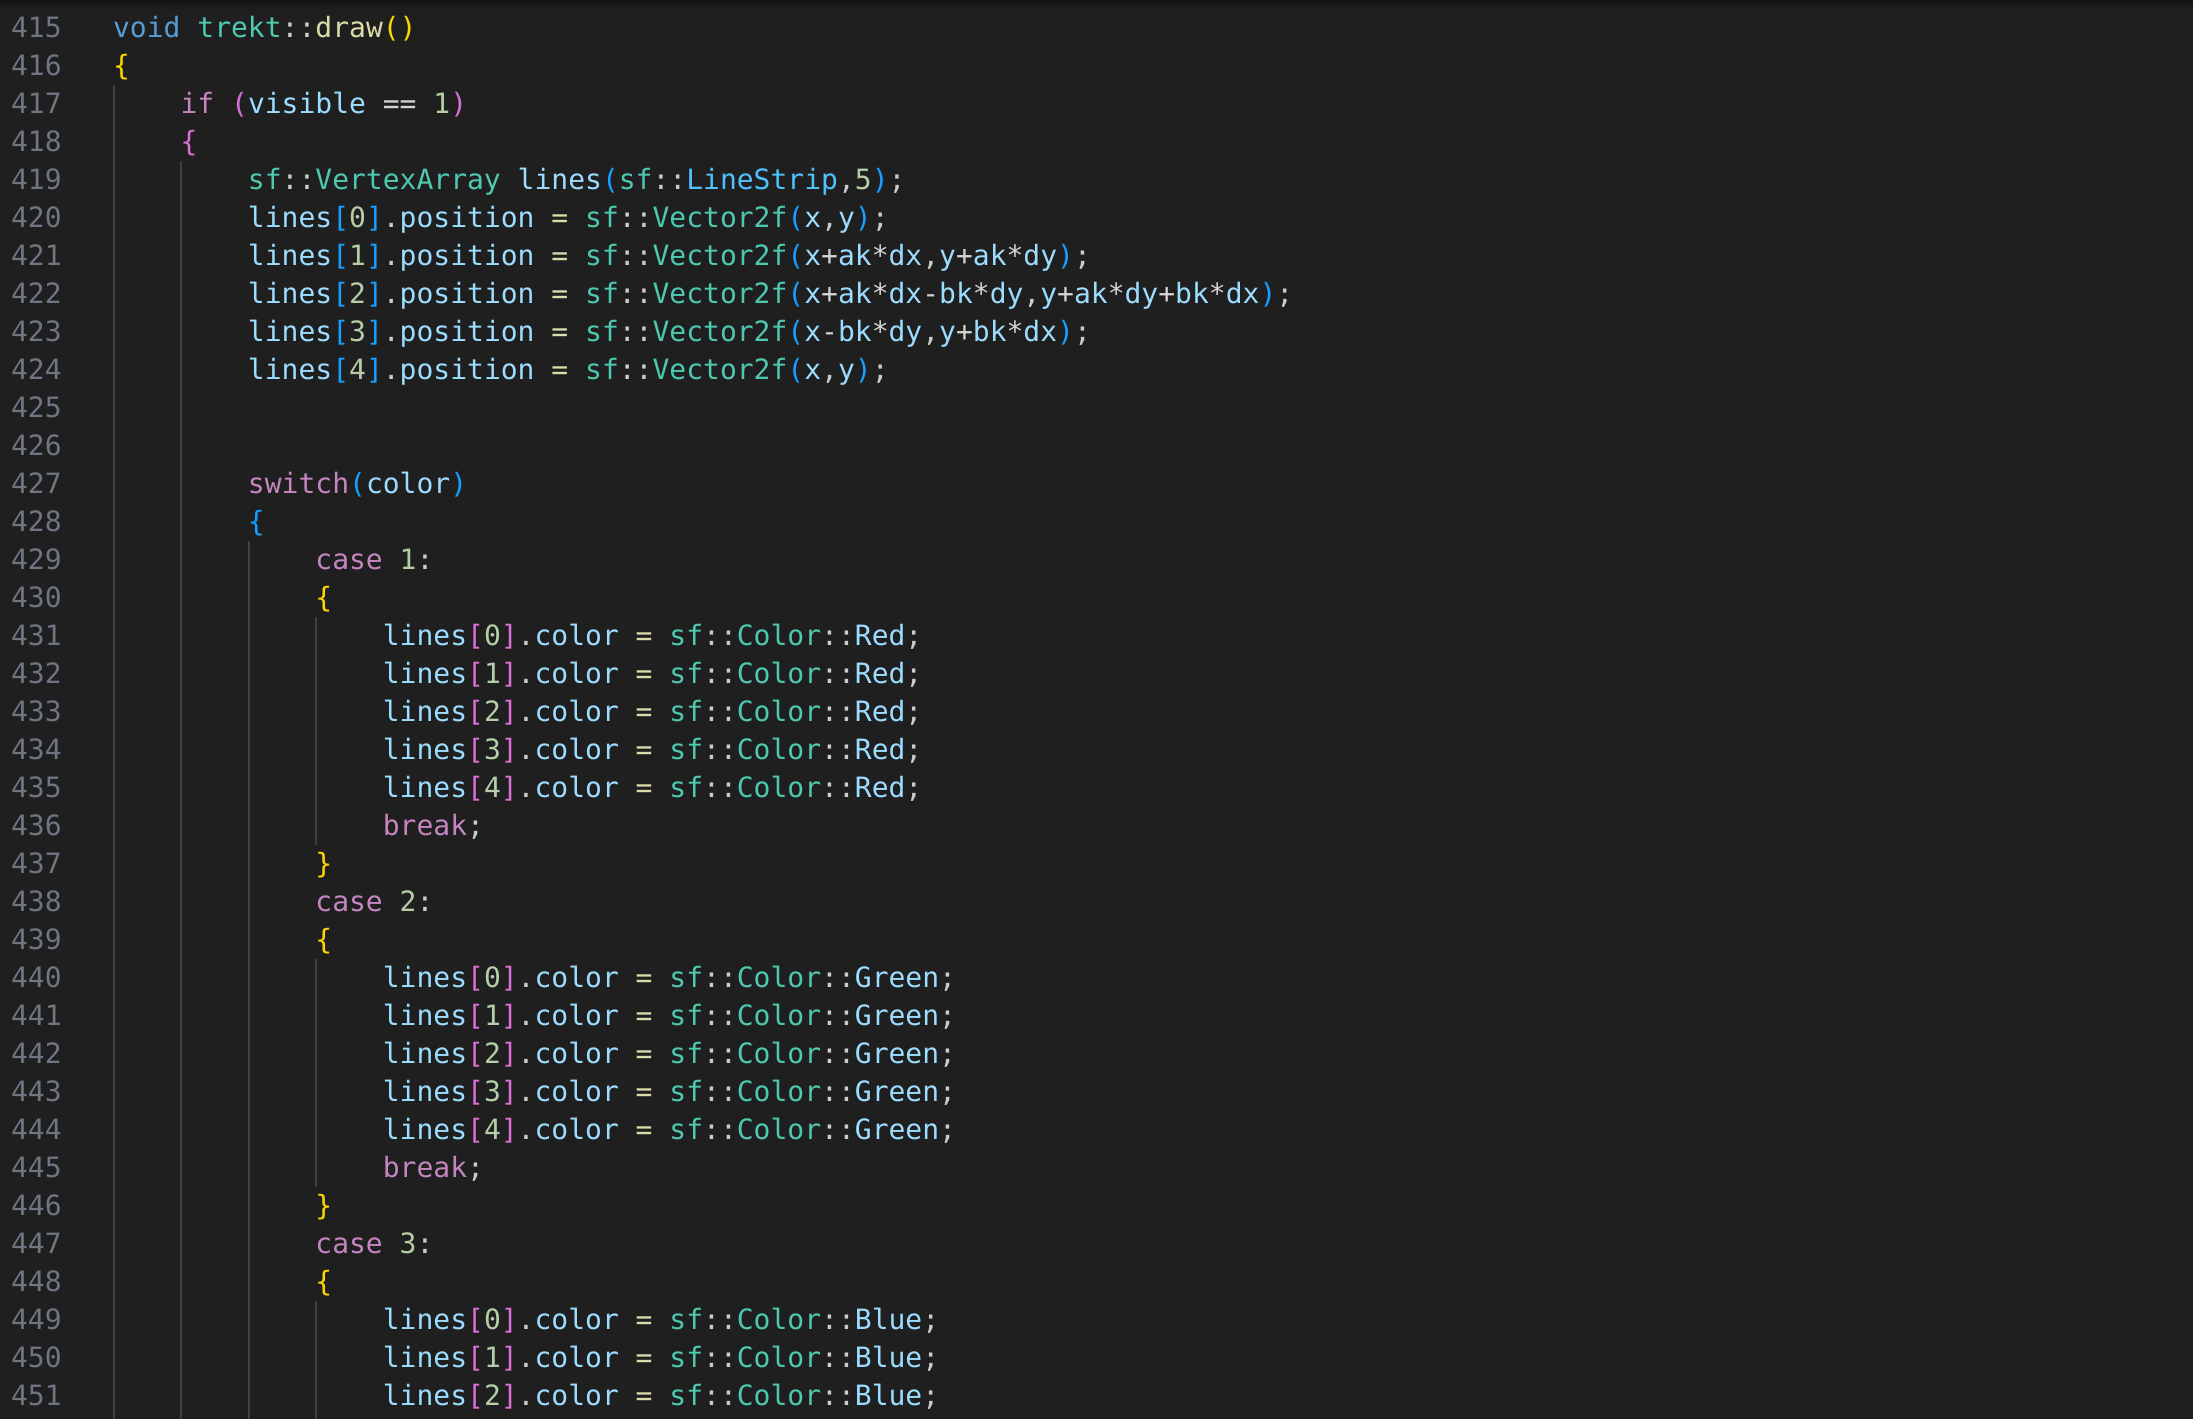 415 void trekt::draw()
416 {
417 if (visible == 1)
418 {
419 sf::VertexArray lines(sf::LineStrip,5);
420 lines[0].position = sf::Vector2f(x,y);
421 lines[1].position = sf::Vector2f(x+ak*dx,y+ak*dy);
422 lines[2].position = sf::Vector2f(x+ak*dx-bk*dy,y+ak*dy+bk*dx);
423 lines[3].position = sf::Vector2f(x-bk*dy,y+bk*dx);
424 lines[4].position = sf::Vector2f(x,y);
425
426
427 switch(color)
428 {
429 case 1:
430 {
431 lines[0].color = sf::Color::Red;
432 lines[1].color = sf::Color::Red;
433 lines[2].color = sf::Color::Red;
434 lines[3].color = sf::Color::Red;
435 lines[4].color = sf::Color::Red;
436 break;
437 }
438 case 2:
439 {
440 lines[0].color = sf::Color::Green;
441 lines[1].color = sf::Color::Green;
442 lines[2].color = sf::Color::Green;
443 lines[3].color = sf::Color::Green;
444 lines[4].color = sf::Color::Green;
445 break;
446 }
447 case 3:
448 {
449 lines[0].color = sf::Color::Blue;
450 lines[1].color = sf::Color::Blue;
451 lines[2].color = sf::Color::Blue;